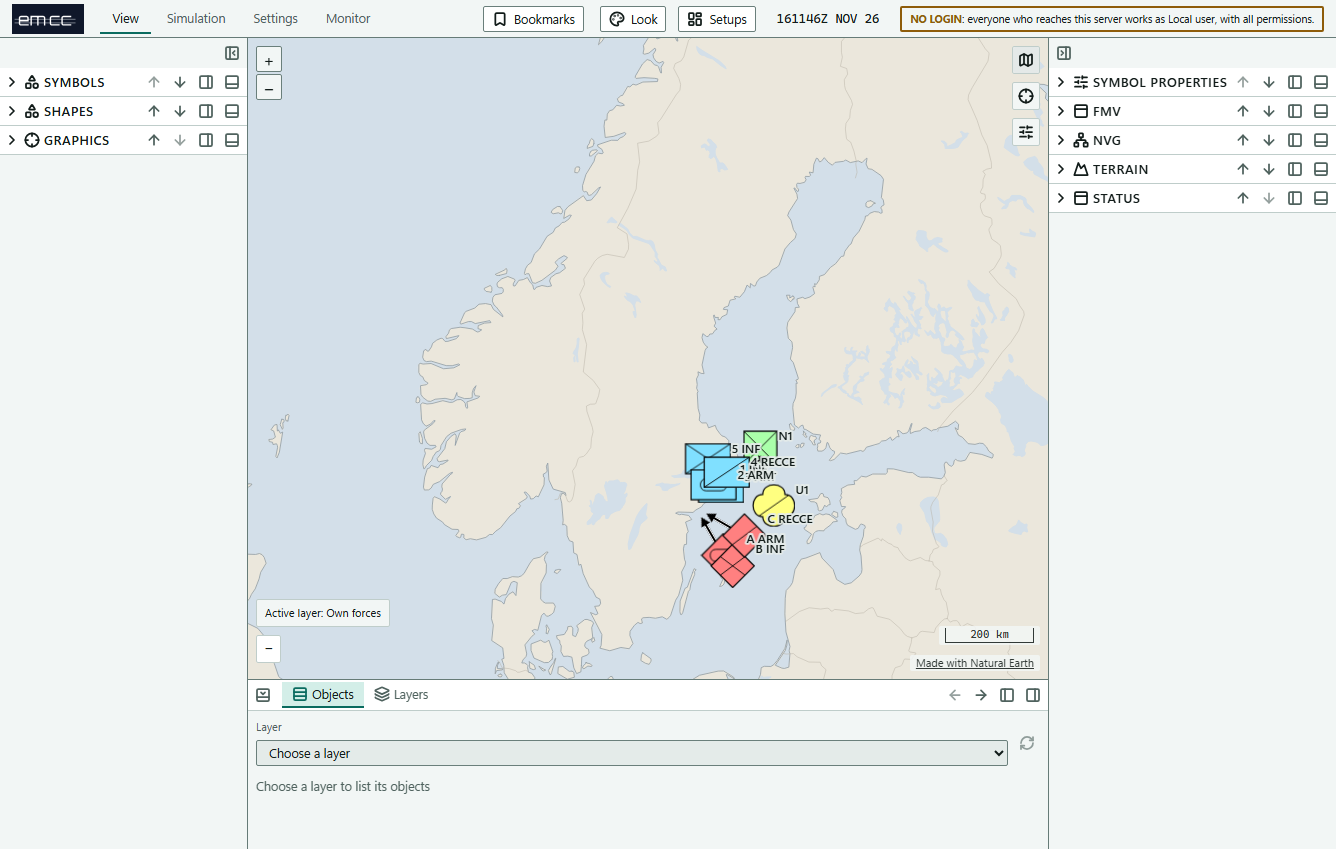 emcc
View
Simulation
Settings
Monitor
Bookmarks
Look
Setups
161146Z NOV 26
NO LOGIN: everyone who reaches this server works as Local user, with all permissions.
SYMBOLS
SHAPES
GRAPHICS
+
−
N1
5 INF
4 RECCE
2 ARM
U1
C RECCE
A ARM
B INF
Active layer: Own forces
−
200 km
Made with Natural Earth
SYMBOL PROPERTIES
FMV
NVG
TERRAIN
STATUS
Objects
Layers
Layer
Choose a layer
Choose a layer to list its objects